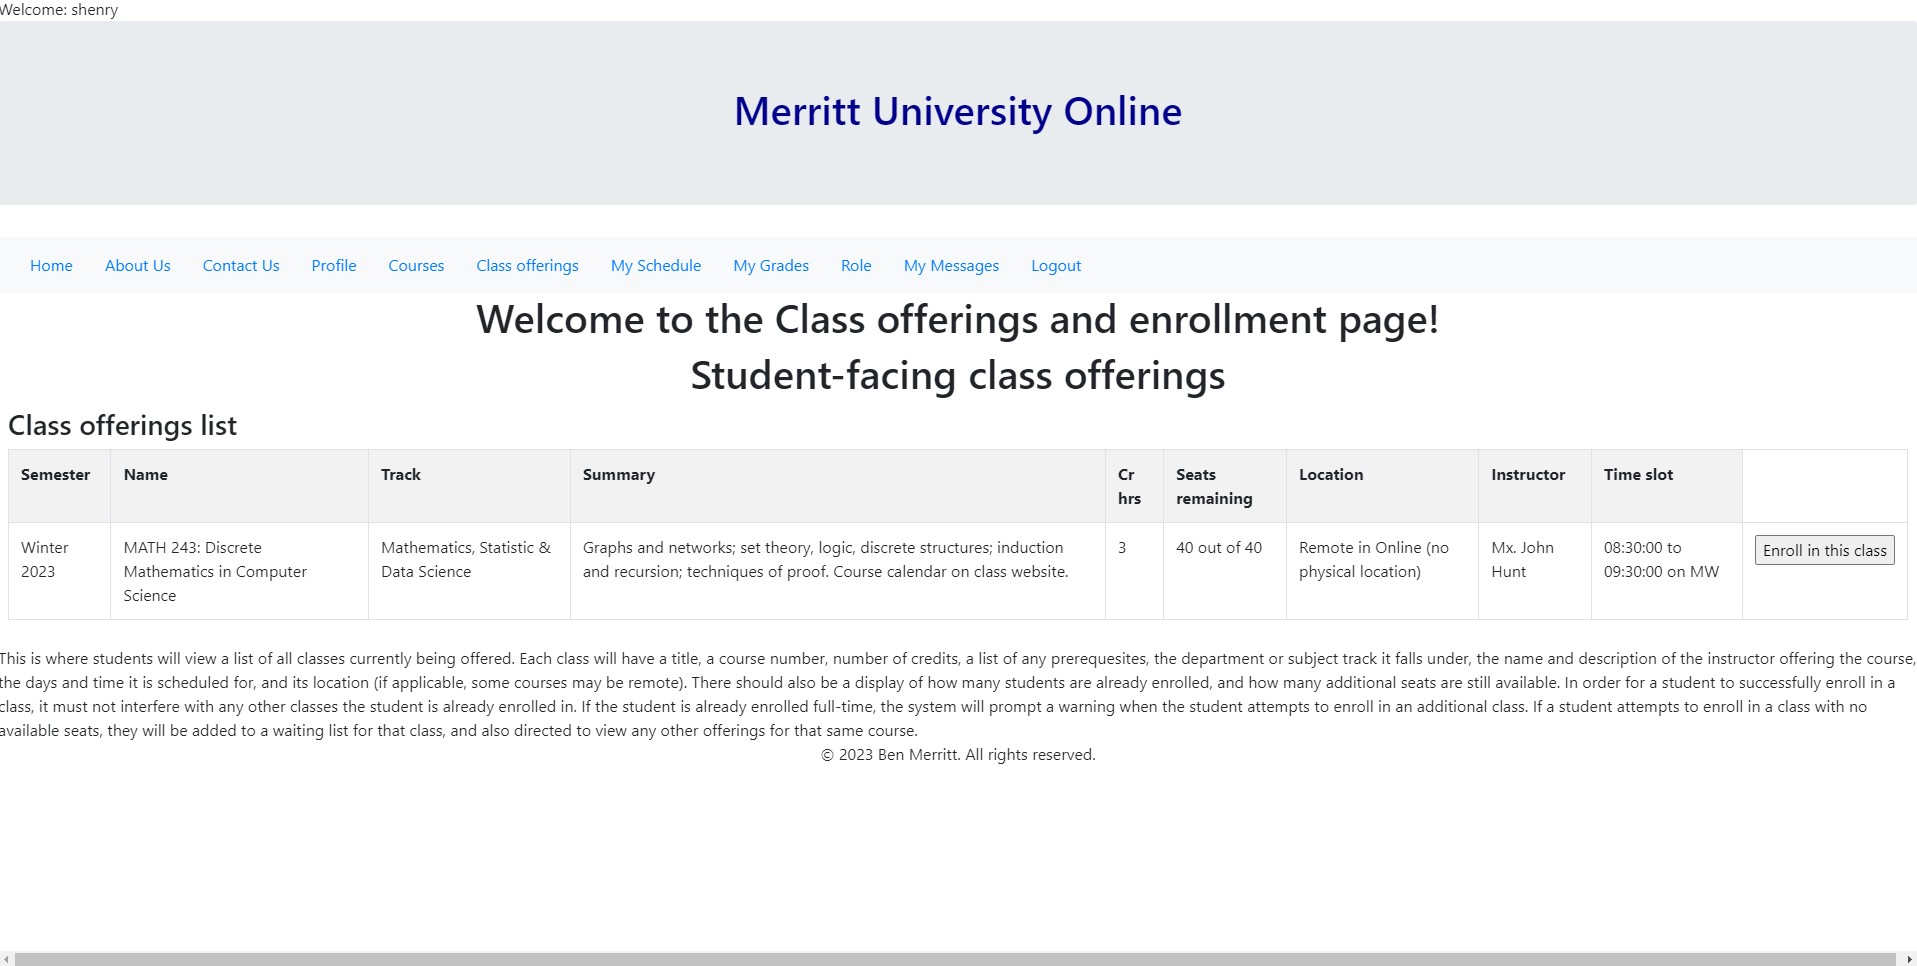 Welcome: shenry
Merritt University Online
Home About Us Contact Us Profile Courses Class offerings My Schedule My Grades Role My Messages Logout
Welcome to the Class offerings and enrollment page!
Student-facing class offerings
Class offerings list
Semester Name Track Summary Cr hrs Seats remaining Location Instructor Time slot
Winter 2023 MATH 243: Discrete Mathematics in Computer Science Mathematics, Statistic & Data Science Graphs and networks; set theory, logic, discrete structures; induction and recursion; techniques of proof. Course calendar on class website. 3 40 out of 40 Remote in Online (no physical location) Mx. John Hunt 08:30:00 to 09:30:00 on MW Enroll in this class
This is where students will view a list of all classes currently being offered. Each class will have a title, a course number, number of credits, a list of any prerequesites, the department or subject track it falls under, the name and description of the instructor offering the course,
the days and time it is scheduled for, and its location (if applicable, some courses may be remote). There should also be a display of how many students are already enrolled, and how many additional seats are still available. In order for a student to successfully enroll in a
class, it must not interfere with any other classes the student is already enrolled in. If the student is already enrolled full-time, the system will prompt a warning when the student attempts to enroll in an additional class. If a student attempts to enroll in a class with no
available seats, they will be added to a waiting list for that class, and also directed to view any other offerings for that same course.
© 2023 Ben Merritt. All rights reserved.